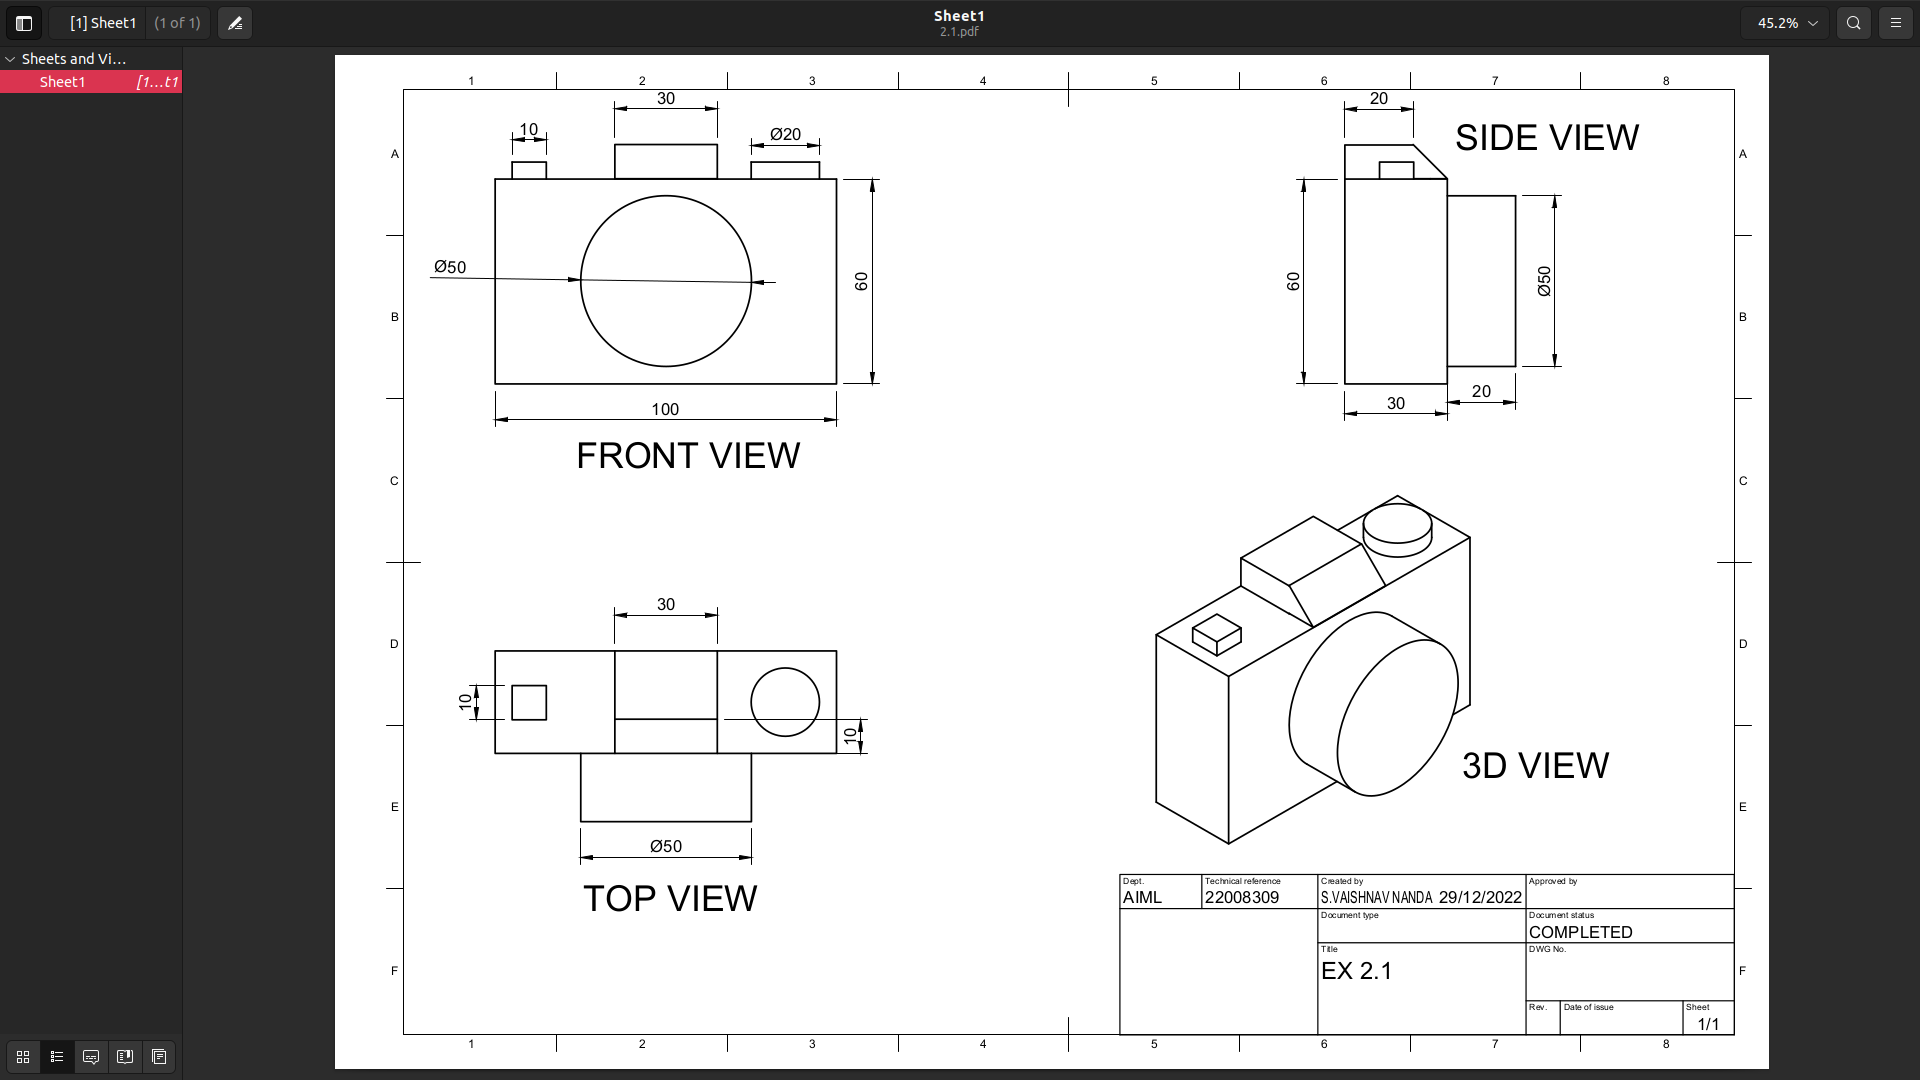 [1] Sheet1 (1 of 1)
Sheet1
2.1.pdf
45.2%
Sheets and Vi...
Sheet1 [1...t1
1 2 3 4 5 6 7 8
A
B
C
D
E
F
30
10
Ø20
Ø50
60
100
FRONT VIEW
20
SIDE VIEW
60
Ø50
20
30
30
10
10
Ø50
TOP VIEW
3D VIEW
Dept.
AIML
Technical reference
22008309
Created by
S.VAISHNAV NANDA 29/12/2022
Approved by
Document type
Document status
COMPLETED
Title
EX 2.1
DWG No.
Rev.
Date of issue
Sheet
1/1
A
B
C
D
E
F
1 2 3 4 5 6 7 8